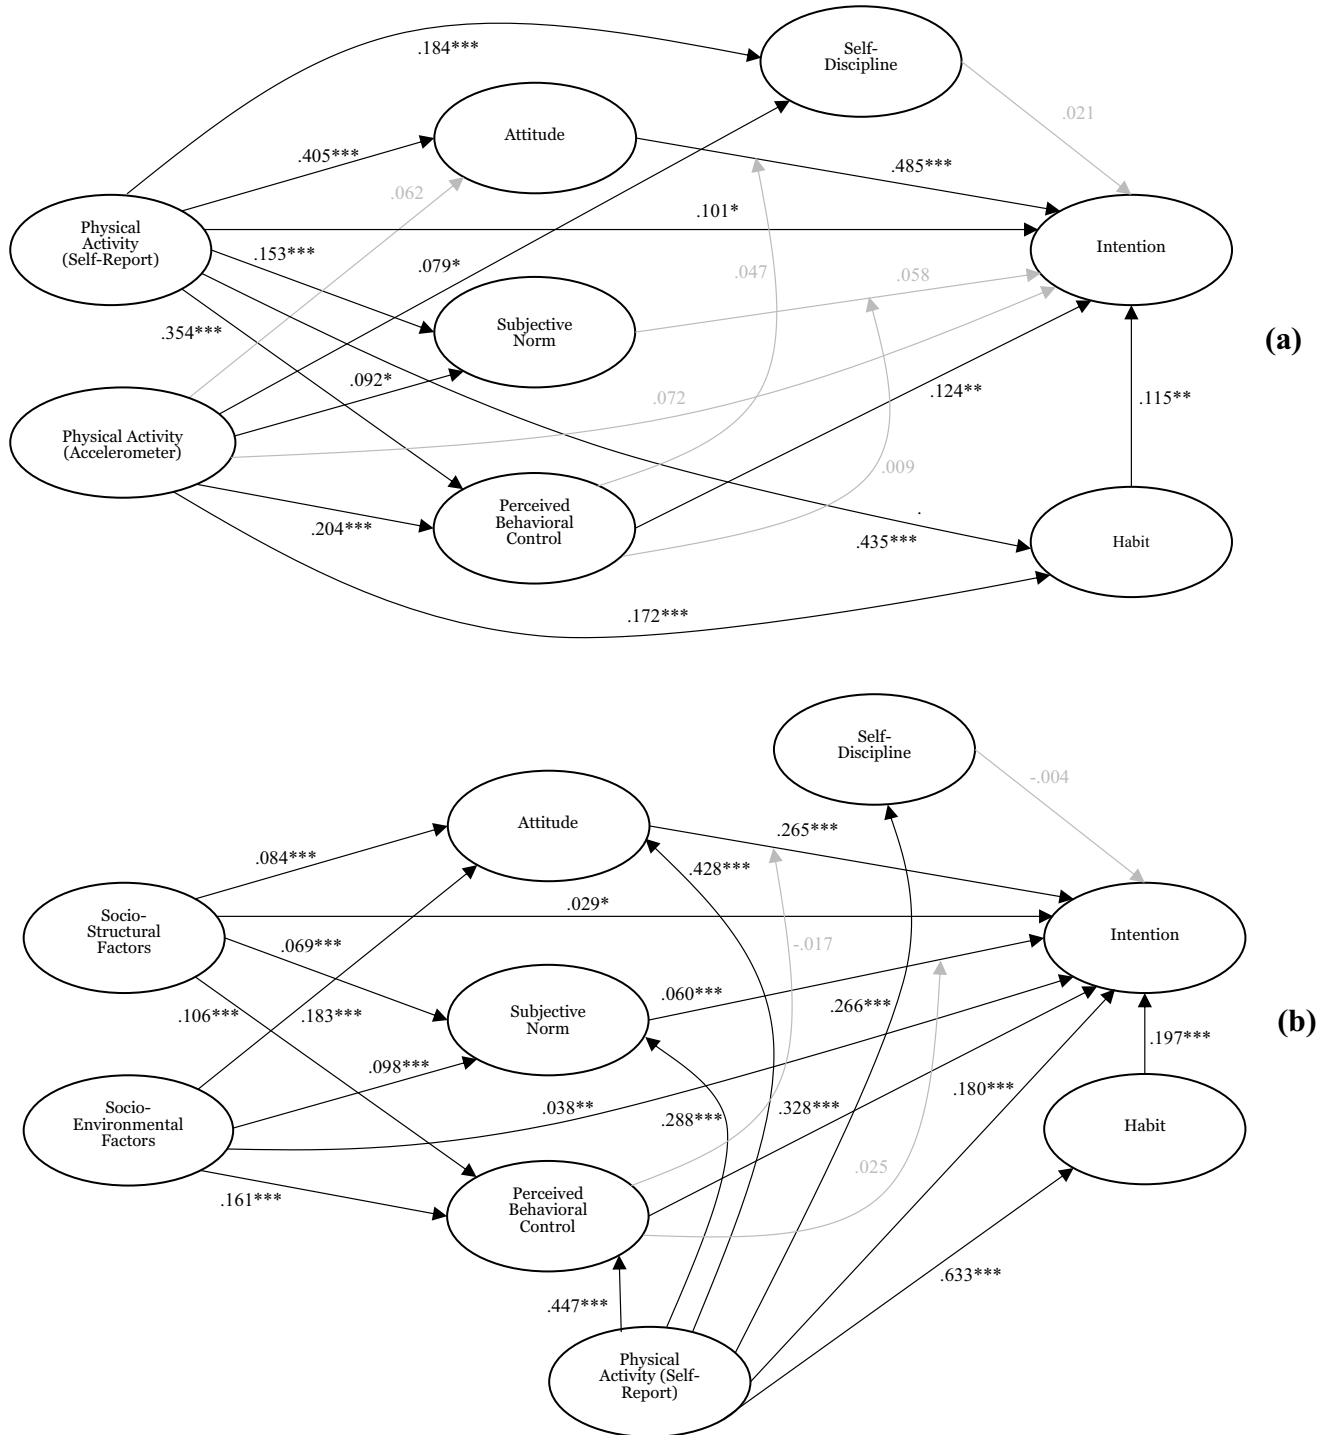 .184***
Self-
Discipline
.021
Attitude
.405***
.485***
.062
Physical
Activity
(Self-Report)
.101*
Intention
.153***
.079*
.047
.058
.354***
Subjective
Norm
(a)
.092*
.072
.124**
.115**
Physical Activity
(Accelerometer)
.009
.204***
Perceived
Behavioral
Control
.
.435***
Habit
.172***
Self-
Discipline
-.004
Attitude
.265***
.084***
.428***
Socio-
Structural
Factors
.029*
Intention
.069***
-.017
.060***
.266***
.106***
.183***
Subjective
Norm
(b)
.197***
.098***
.180***
Socio-
Environmental
Factors
.038**
.288***
.328***
Habit
.025
.161***
Perceived
Behavioral
Control
.633***
.447***
Physical
Activity (Self-
Report)